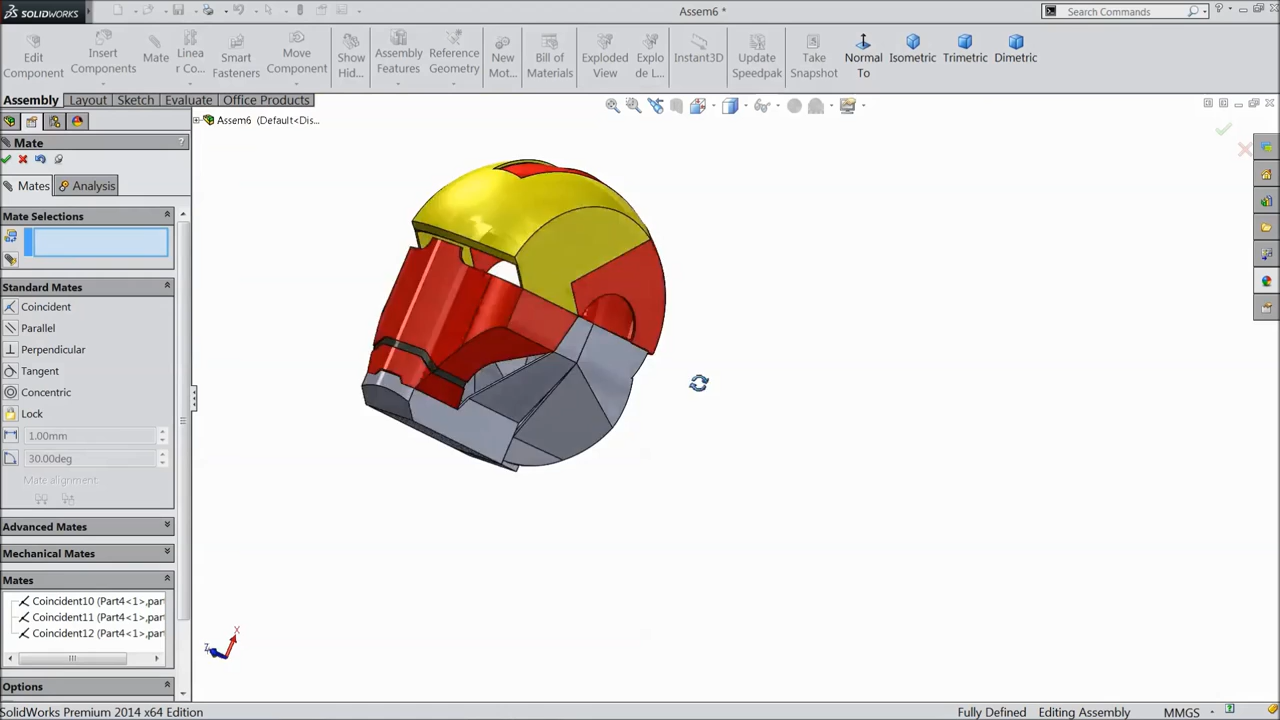 SOLIDWORKS
Assem6 *
Search Commands
?
Edit Component
Insert Components
Mate
Linea r Co...
Smart Fasteners
Move Component
Show Hid...
Assembly Features
Reference Geometry
New Mot...
Bill of Materials
Exploded View
Explo de L...
Instant3D
Update Speedpak
Take Snapshot
Normal To
Isometric
Trimetric
Dimetric
Assembly
Layout
Sketch
Evaluate
Office Products
Assem6 (Default<Dis...
Mate
?
Mates
Analysis
Mate Selections
Standard Mates
Coincident
Parallel
Perpendicular
Tangent
Concentric
Lock
1.00mm
30.00deg
Mate alignment:
Advanced Mates
Mechanical Mates
Mates
Coincident10 (Part4<1>,par
Coincident11 (Part4<1>,par
Coincident12 (Part4<1>,par
Options
X
Z
SolidWorks Premium 2014 x64 Edition
Fully Defined
Editing Assembly
MMGS